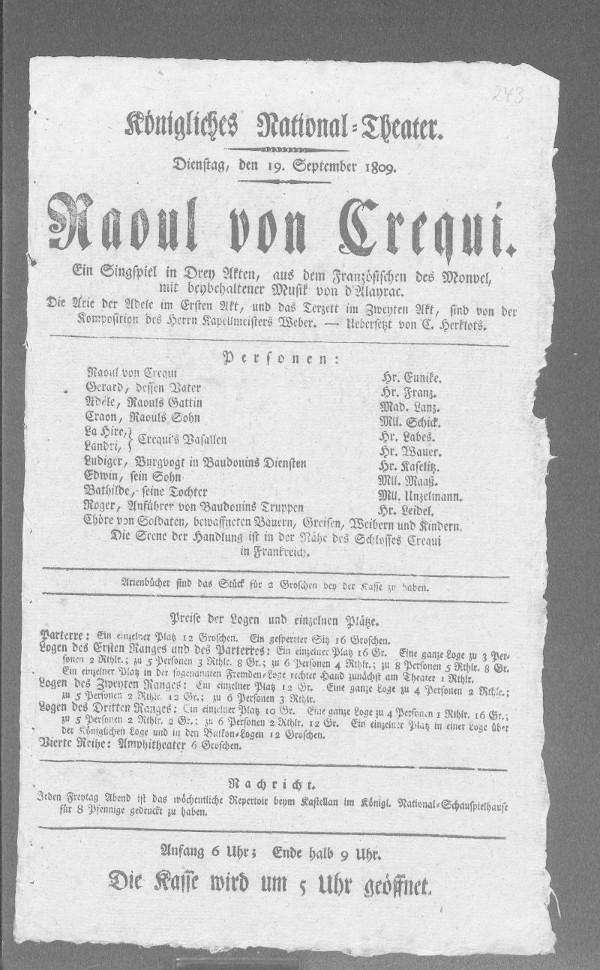 243
Königliches National-Theater.
Dienstag, den 19. September 1809.
Raoul von Crequi.
Ein Singspiel in Drey Akten, aus dem Französischen des Monvel,
mit beybehaltener Musik von d'Alayrac.
Die Arie der Adele im Ersten Akt, und das Terzett im Zweyten Akt, sind von der
Komposition des Herrn Kapellmeisters Weber. — Uebersetzt von C. Herklots.
Personen:
Raoul von Crequi Hr. Eunike.
Gerard, dessen Vater Hr. Franz.
Adele, Raouls Gattin Mad. Lanz.
Craon, Raouls Sohn Mll. Schick.
La Hire, } Crequi's Vasallen Hr. Labes.
Landri, } Hr. Wauer.
Ludiger, Burgvogt in Baudouins Diensten Hr. Kaselitz.
Edwin, sein Sohn Mll. Maaß.
Bathilde, seine Tochter Mll. Unzelmann.
Roger, Anführer von Baudouins Truppen Hr. Leidel.
Chöre von Soldaten, bewaffneten Bauern, Greisen, Weibern und Kindern.
Die Scene der Handlung ist in der Nähe des Schlosses Crequi
in Frankreich.
Arienbücher sind das Stück für 2 Groschen bey der Kasse zu haben.
Preise der Logen und einzelnen Plätze.
Parterre: Ein einzelner Platz 12 Groschen. Ein gesperrter Sitz 16 Groschen.
Logen des Ersten Ranges und des Parterres: Ein einzelner Platz 16 Gr. Eine ganze Loge zu 3 Per-
sonen 2 Rthlr.; zu 5 Personen 3 Rthlr. 8 Gr.; zu 6 Personen 4 Rthlr.; zu 8 Personen 5 Rthlr. 8 Gr.
Ein einzelner Platz in der sogenannten Fremden-Loge rechter Hand zunächst am Theater 1 Rthlr.
Logen des Zweyten Ranges: Ein einzelner Platz 12 Gr. Eine ganze Loge zu 4 Personen 2 Rthlr.;
zu 5 Personen 2 Rthlr. 12 Gr.; zu 6 Personen 3 Rthlr.
Logen des Dritten Ranges: Ein einzelner Platz 10 Gr. Eine ganze Loge zu 4 Personen 1 Rthlr. 16 Gr.;
zu 5 Personen 2 Rthlr. 2 Gr.; zu 6 Personen 2 Rthlr. 12 Gr. Ein einzelner Platz in einer Loge über
der Königlichen Loge und in den Balkon-Logen 12 Groschen.
Vierte Reihe: Amphitheater 6 Groschen.
Nachricht.
Jeden Freytag Abend ist das wöchentliche Repertoir beym Kastellan im Königl. National-Schauspielhause
für 8 Pfennige gedruckt zu haben.
Anfang 6 Uhr; Ende halb 9 Uhr.
Die Kasse wird um 5 Uhr geöffnet.